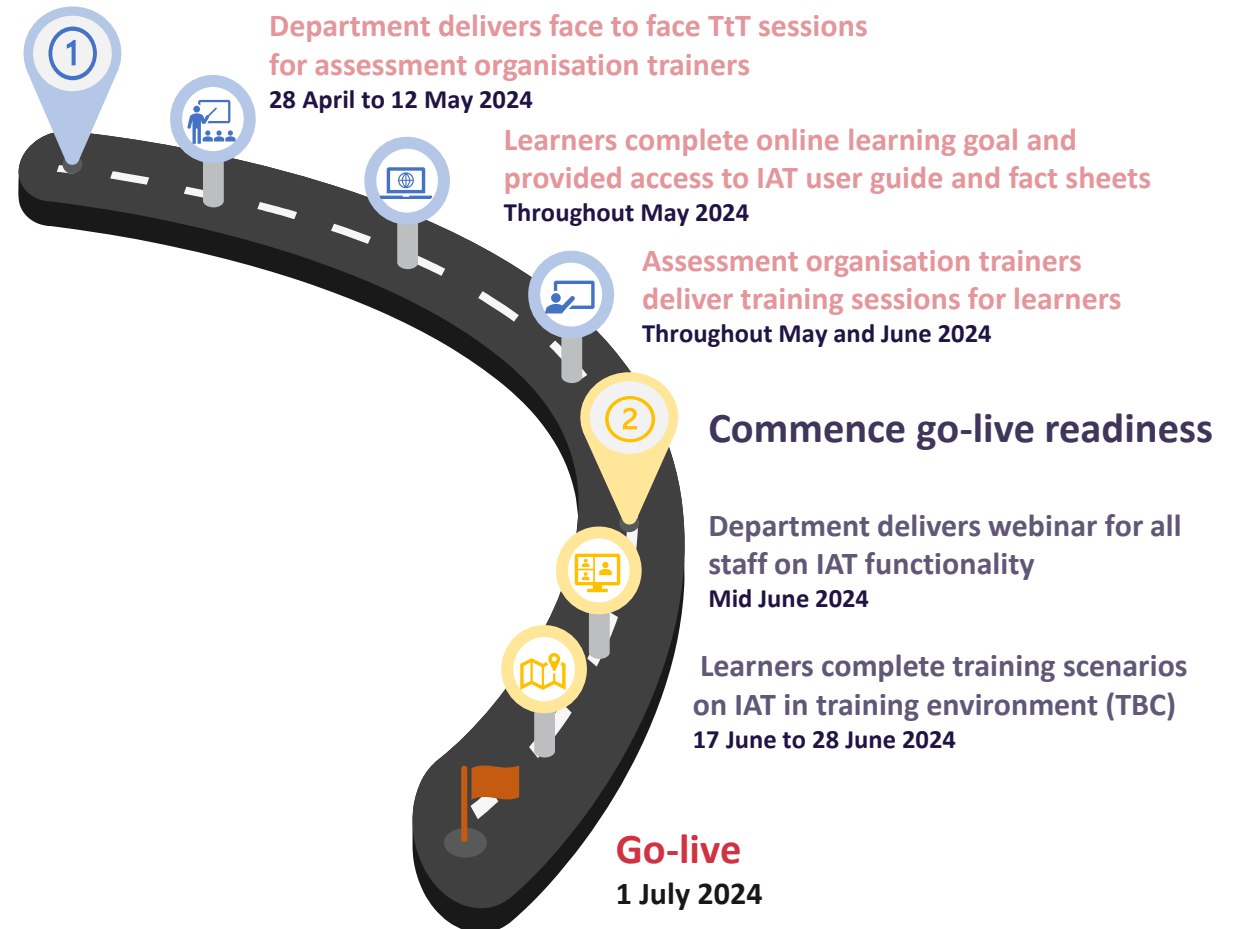 1
Department delivers face to face TtT sessions
for assessment organisation trainers
28 April to 12 May 2024
Learners complete online learning goal and
provided access to IAT user guide and fact sheets
Throughout May 2024
Assessment organisation trainers
deliver training sessions for learners
Throughout May and June 2024
2
Commence go-live readiness
Department delivers webinar for all
staff on IAT functionality
Mid June 2024
Learners complete training scenarios
on IAT in training environment (TBC)
17 June to 28 June 2024
Go-live
1 July 2024